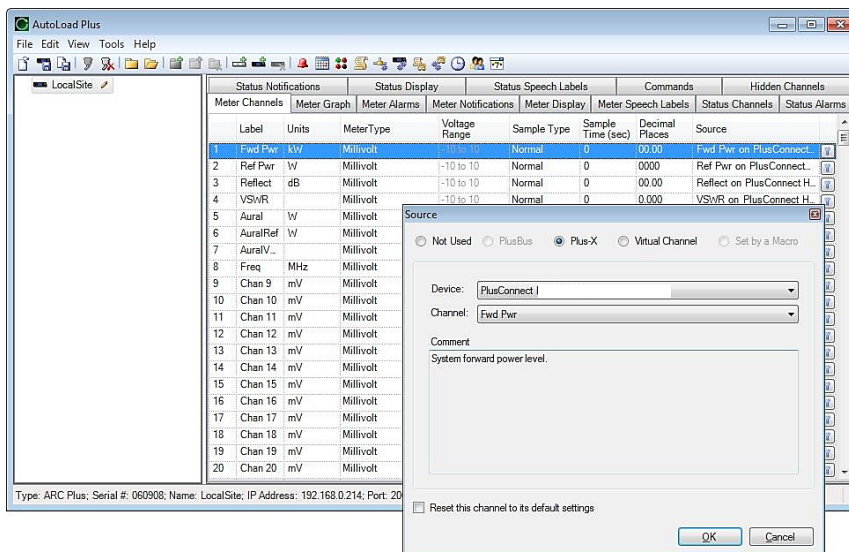 AutoLoad Plus
File Edit View Tools Help
LocalSite
Status Notifications Status Display Status Speech Labels Commands Hidden Channels
Meter Channels Meter Graph Meter Alarms Meter Notifications Meter Display Meter Speech Labels Status Channels Status Alarms
Label Units MeterType Voltage Range Sample Type Sample Time (sec) Decimal Places Source
1 Fwd Pwr kW Millivolt -10 to 10 Normal 0 00.00 Fwd Pwr on PlusConnect...
2 Ref Pwr W Millivolt -10 to 10 Normal 0 0000 Ref Pwr on PlusConnect...
3 Reflect dB Millivolt -10 to 10 Normal 0 00.00 Reflect on PlusConnect H...
4 VSWR Millivolt -10 to 10 Normal 0 0.000 VSWR on PlusConnect H...
5 Aural W Millivolt
6 AuralRef W Millivolt
7 AuralV... Millivolt
8 Freq MHz Millivolt
9 Chan 9 mV Millivolt
10 Chan 10 mV Millivolt
11 Chan 11 mV Millivolt
12 Chan 12 mV Millivolt
13 Chan 13 mV Millivolt
14 Chan 14 mV Millivolt
15 Chan 15 mV Millivolt
16 Chan 16 mV Millivolt
17 Chan 17 mV Millivolt
18 Chan 18 mV Millivolt
19 Chan 19 mV Millivolt
20 Chan 20 mV Millivolt
Source
Not Used PlusBus Plus-X Virtual Channel Set by a Macro
Device: PlusConnect
Channel: Fwd Pwr
Comment
System forward power level.
Reset this channel to its default settings
OK Cancel
Type: ARC Plus; Serial #: 060908; Name: LocalSite; IP Address: 192.168.0.214; Port: 20